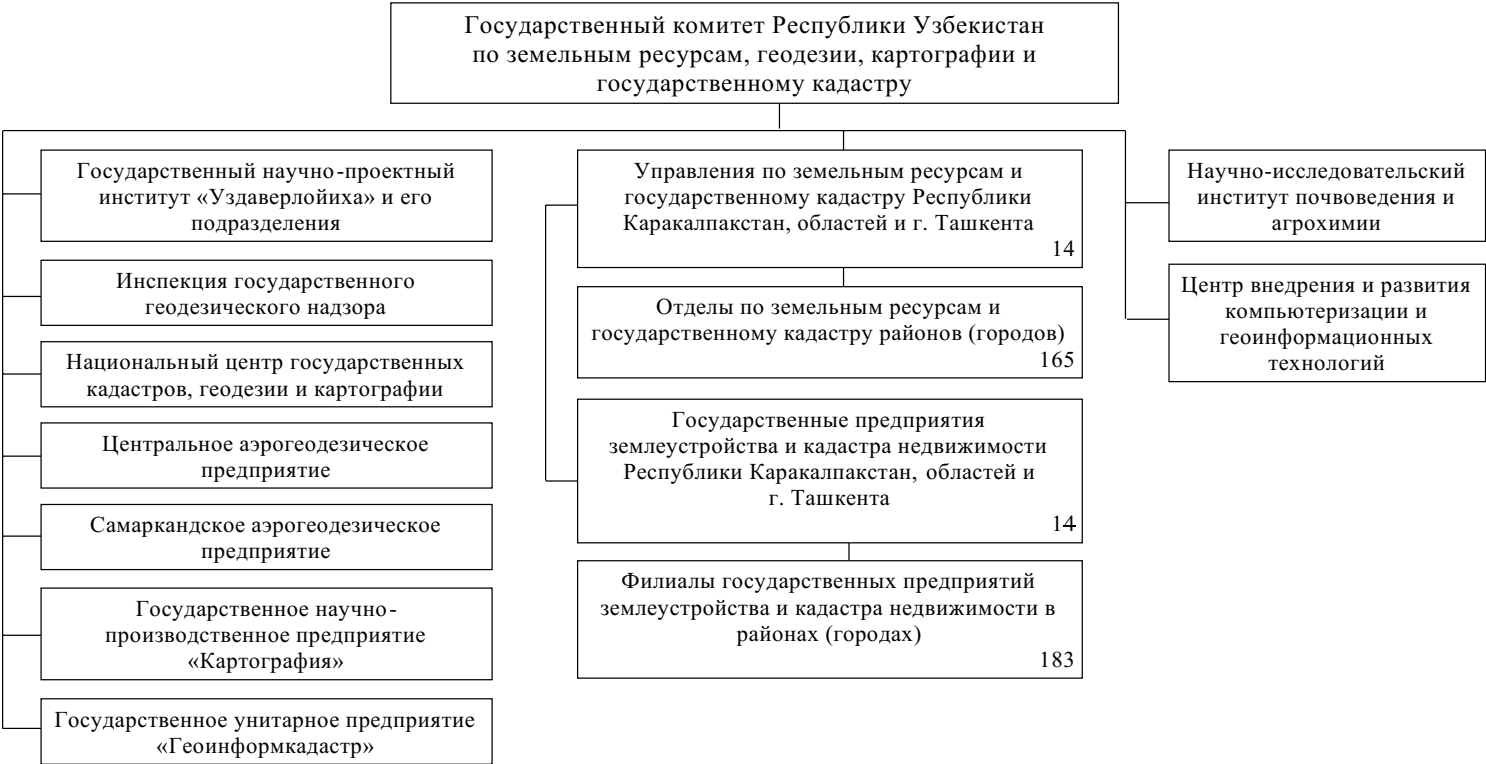 Государственный комитет Республики Узбекистан
по земельным ресурсам, геодезии, картографии и
государственному кадастру
Государственный научно-проектный
институт «Уздаверлойиха» и его
подразделения
Инспекция государственного
геодезического надзора
Национальный центр государственных
кадастров, геодезии и картографии
Центральное аэрогеодезическое
предприятие
Самаркандское аэрогеодезическое
предприятие
Государственное научно-
производственное предприятие
«Картография»
Государственное унитарное предприятие
«Геоинформкадастр»
Управления по земельным ресурсам и
государственному кадастру Республики
Каракалпакстан, областей и г. Ташкента
14
Отделы по земельным ресурсам и
государственному кадастру районов (городов)
165
Государственные предприятия
землеустройства и кадастра недвижимости
Республики Каракалпакстан, областей и
г. Ташкента
14
Филиалы государственных предприятий
землеустройства и кадастра недвижимости в
районах (городах)
183
Научно-исследовательский
институт почвоведения и
агрохимии
Центр внедрения и развития
компьютеризации и
геоинформационных
технологий